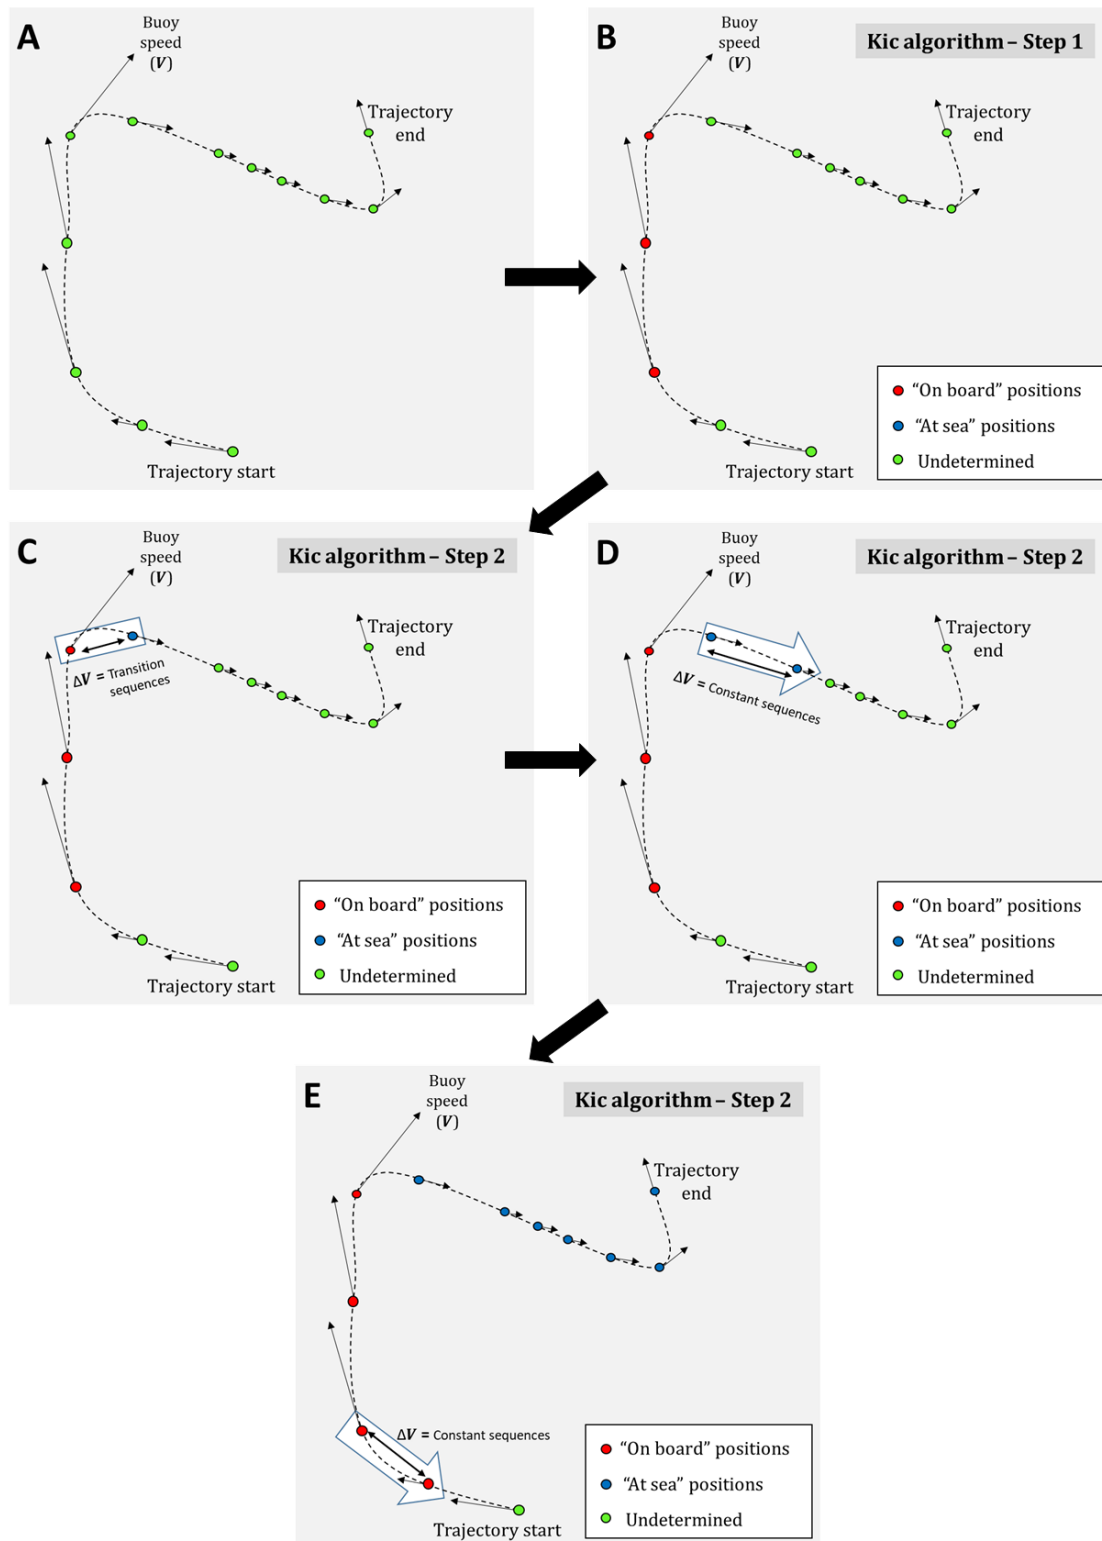 A
Buoy
speed
(V)
Trajectory
end
Trajectory start
B
Buoy
speed
(V)
Kic algorithm – Step 1
Trajectory
end
"On board" positions
"At sea" positions
Undetermined
Trajectory start
C
Buoy
speed
(V)
Kic algorithm – Step 2
Trajectory
end
ΔV = Transition
sequences
"On board" positions
"At sea" positions
Undetermined
Trajectory start
D
Buoy
speed
(V)
Kic algorithm – Step 2
Trajectory
end
ΔV = Constant sequences
"On board" positions
"At sea" positions
Undetermined
Trajectory start
E
Buoy
speed
(V)
Kic algorithm – Step 2
Trajectory
end
ΔV = Constant sequences
"On board" positions
"At sea" positions
Undetermined
Trajectory start